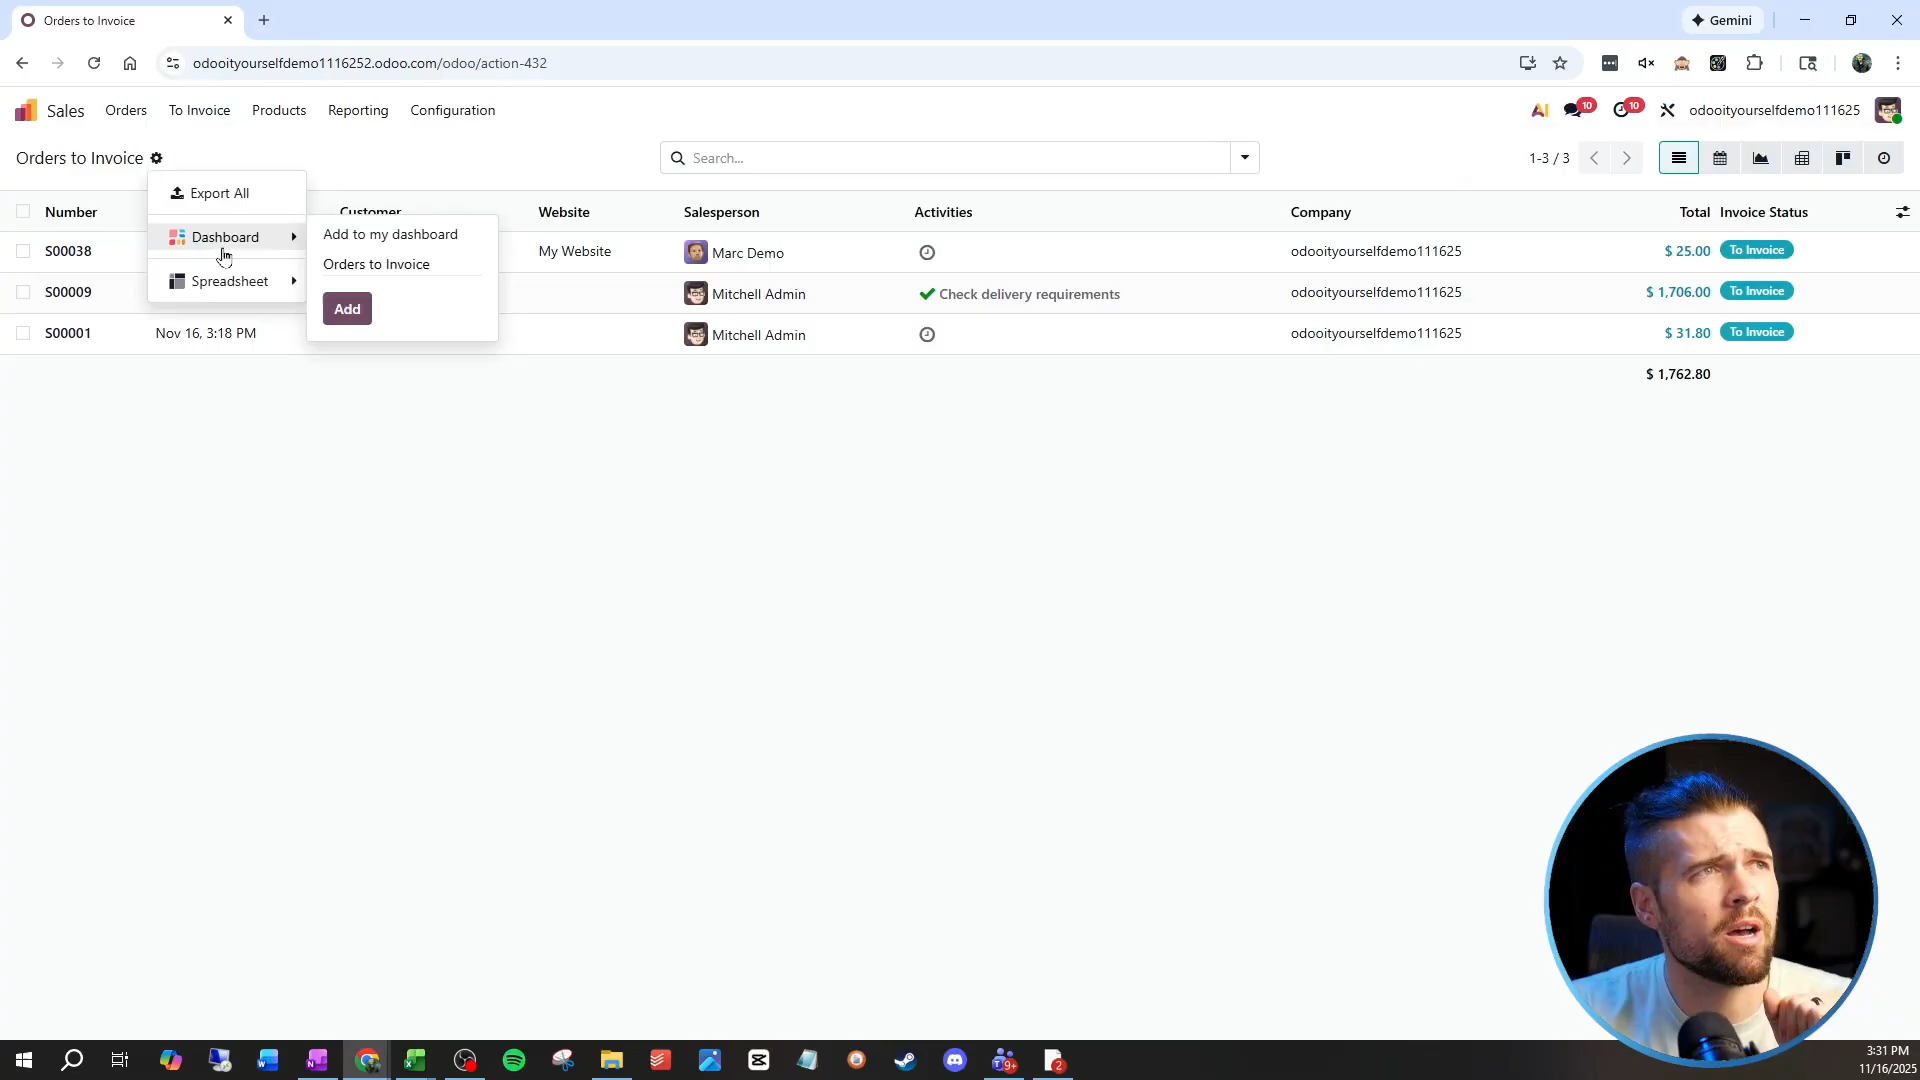 Orders to Invoice
Gemini
odooityourselfdemo1116252.odoo.com/odoo/action-432
Sales
Orders
To Invoice
Products
Reporting
Configuration
AI
10
10
odooityourselfdemo111625
Orders to Invoice
Search...
1-3 / 3
Export All
Dashboard
Spreadsheet
Add to my dashboard
Orders to Invoice
Add
Number Customer Website Salesperson Activities Company Total Invoice Status
S00038 My Website Marc Demo odooityourselfdemo111625 $ 25.00 To Invoice
S00009 Mitchell Admin Check delivery requirements odooityourselfdemo111625 $ 1,706.00 To Invoice
S00001 Nov 16, 3:18 PM Mitchell Admin odooityourselfdemo111625 $ 31.80 To Invoice
$ 1,762.80
9+
2
3:31 PM
11/16/2025